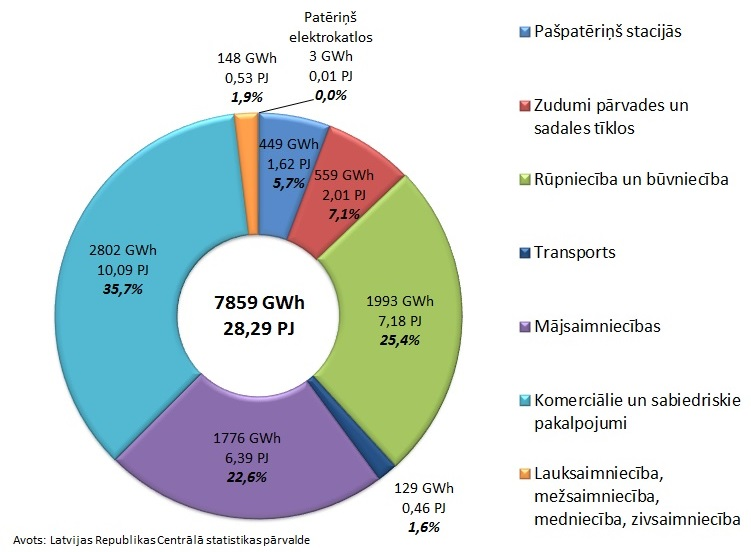 Patēriņš
elektrokatlos
3 GWh
0,01 PJ
0,0%
148 GWh
0,53 PJ
1,9%
449 GWh
1,62 PJ
5,7%
559 GWh
2,01 PJ
7,1%
1993 GWh
7,18 PJ
25,4%
129 GWh
0,46 PJ
1,6%
1776 GWh
6,39 PJ
22,6%
2802 GWh
10,09 PJ
35,7%
7859 GWh
28,29 PJ
Pašpatēriņš stacijās
Zudumi pārvades un
sadales tīklos
Rūpniecība un būvniecība
Transports
Mājsaimniecības
Komerciālie un sabiedriskie
pakalpojumi
Lauksaimniecība,
mežsaimniecība,
medniecība, zivsaimniecība
Avots: Latvijas Republikas Centrālā statistikas pārvalde